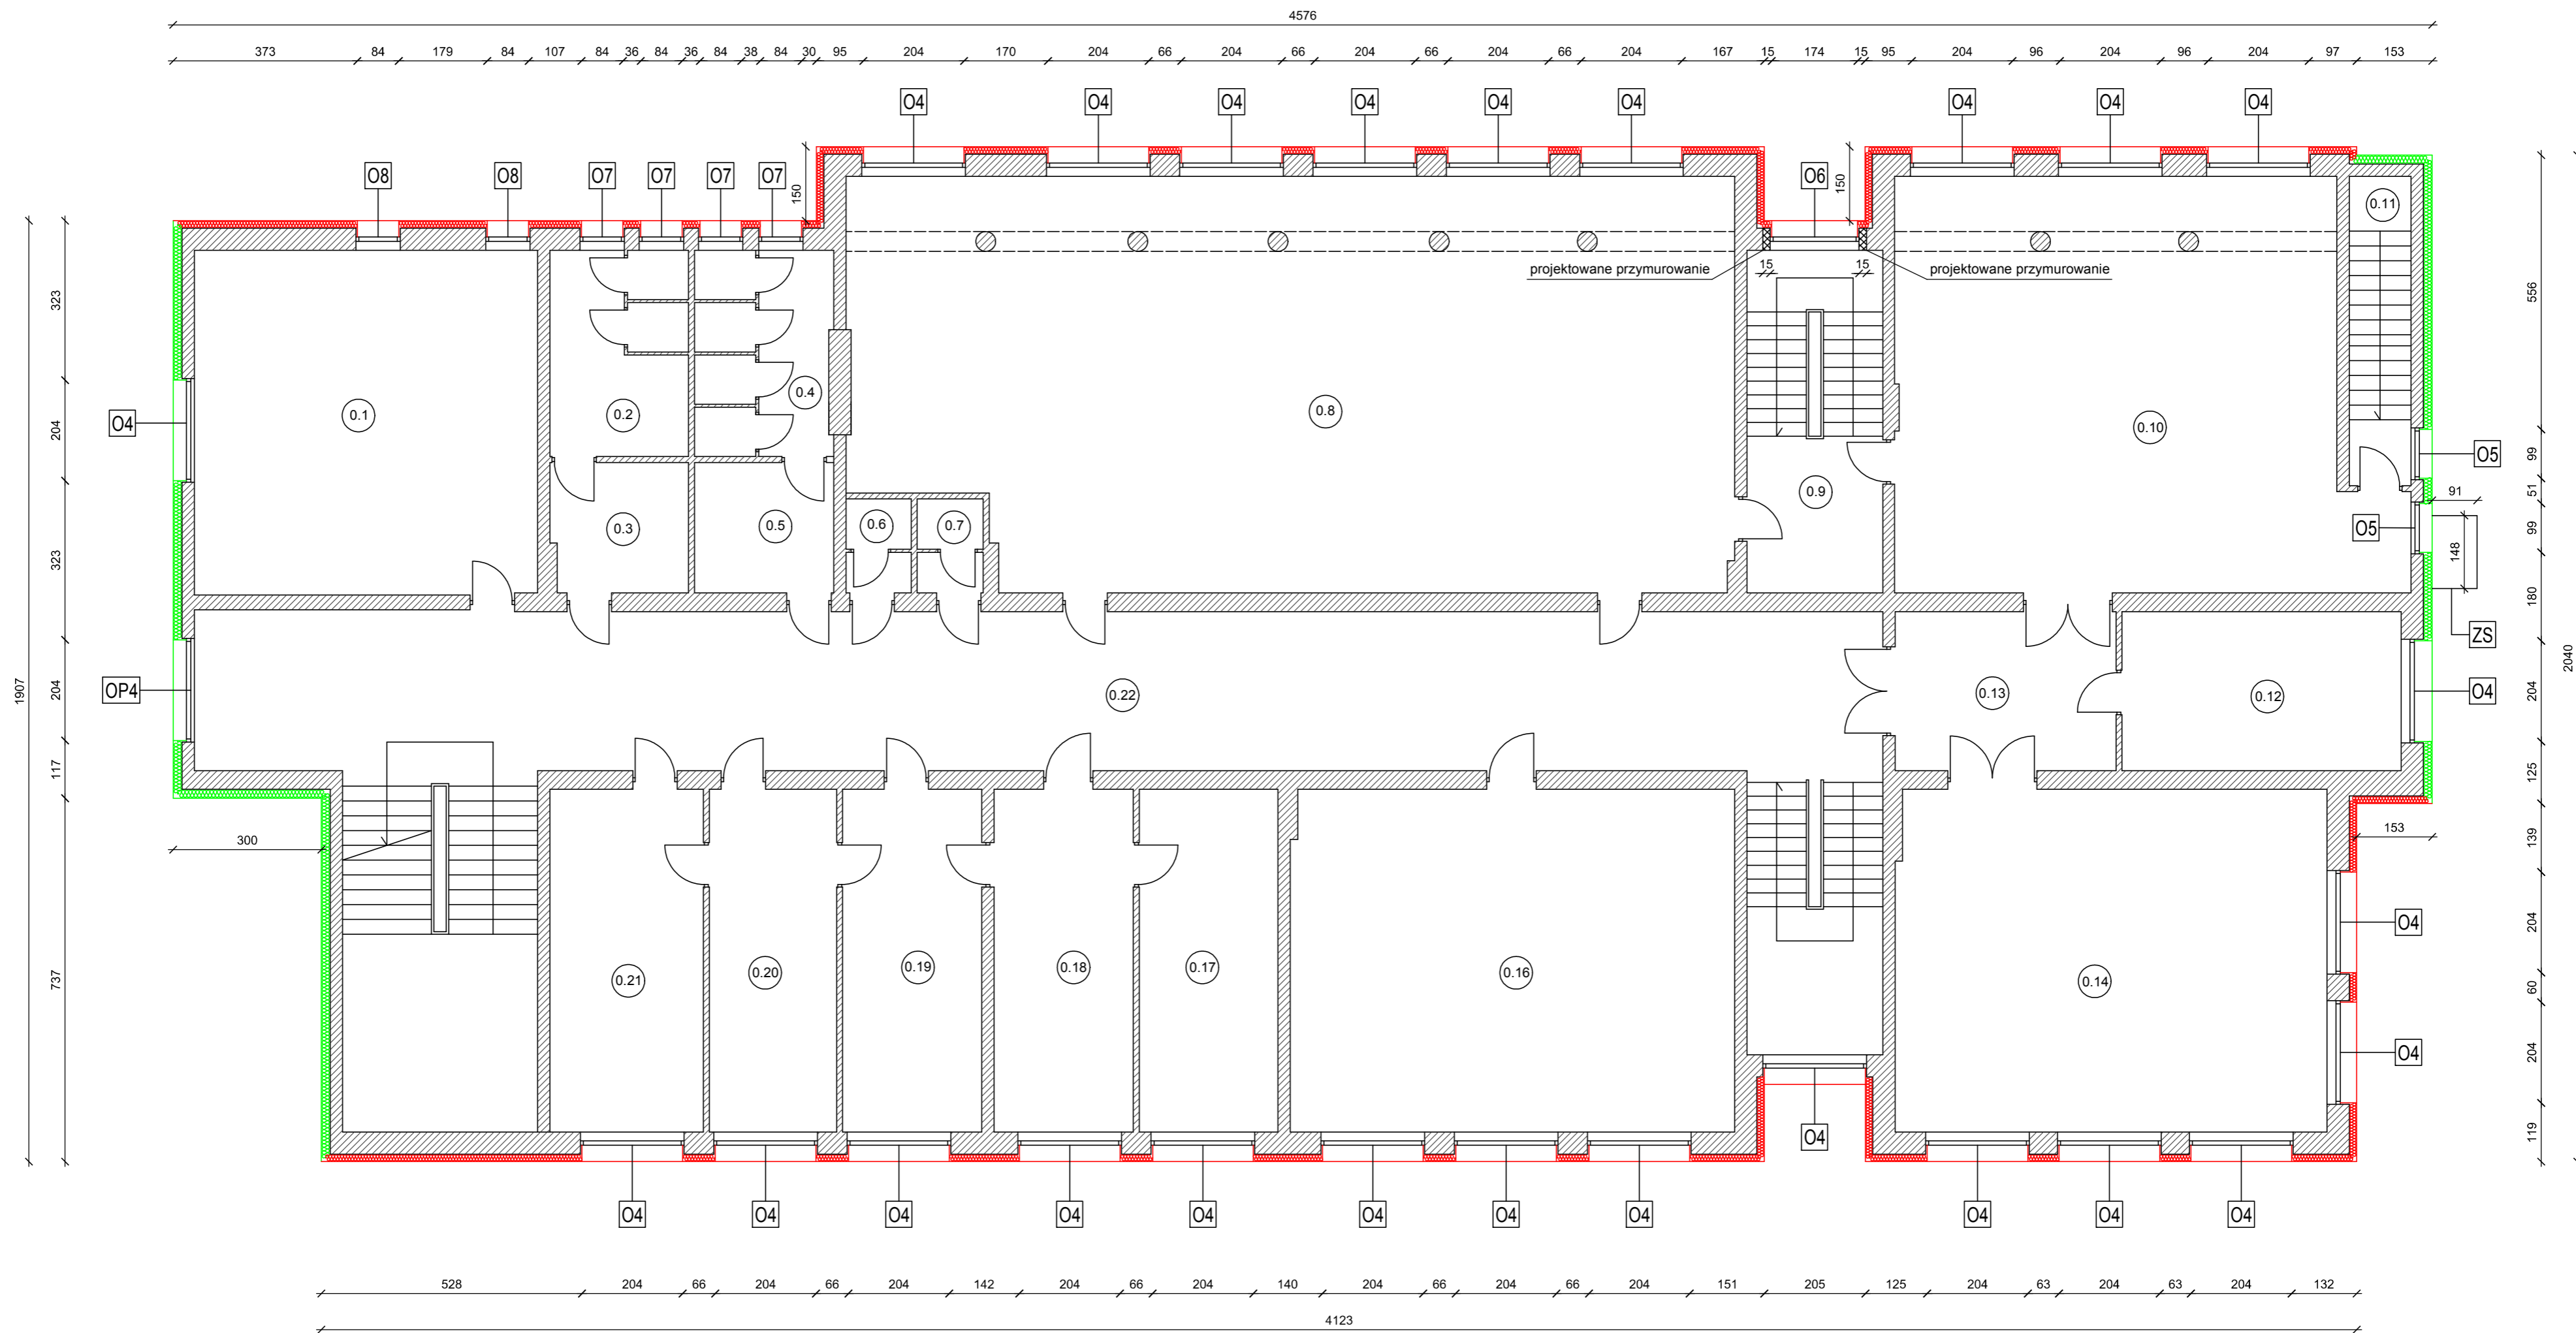 4576
373 84 179 84 107 84 36 84 36 84 38 84 30 95 204 170 204 66 204 66 204 66 204 66 204 167 15 174 15 95 204 96 204 96 204 97 153
O4 O4 O4 O4 O4 O4 O4 O4 O4
O8 O8 O7 O7 O7 O7 150 O6 150
0.11
projektowane przymurowanie 15 15 projektowane przymurowanie
323 556
0.1 0.2 0.4 0.8 0.10
O4 204
99 O5
0.9 51 91
0.3 0.5 0.6 0.7 O5 99 148
323 180
ZS
1907 2040
OP4 204 0.22 0.13 0.12 O4 204
117 125
300 153 139
204 O4
737 0.21 0.20 0.19 0.18 0.17 0.16 0.14 60
204 O4
119
O4
O4 O4 O4 O4 O4 O4 O4 O4 O4 O4 O4
528 204 66 204 66 204 142 204 66 204 140 204 66 204 66 204 151 205 125 204 63 204 63 204 132
4123